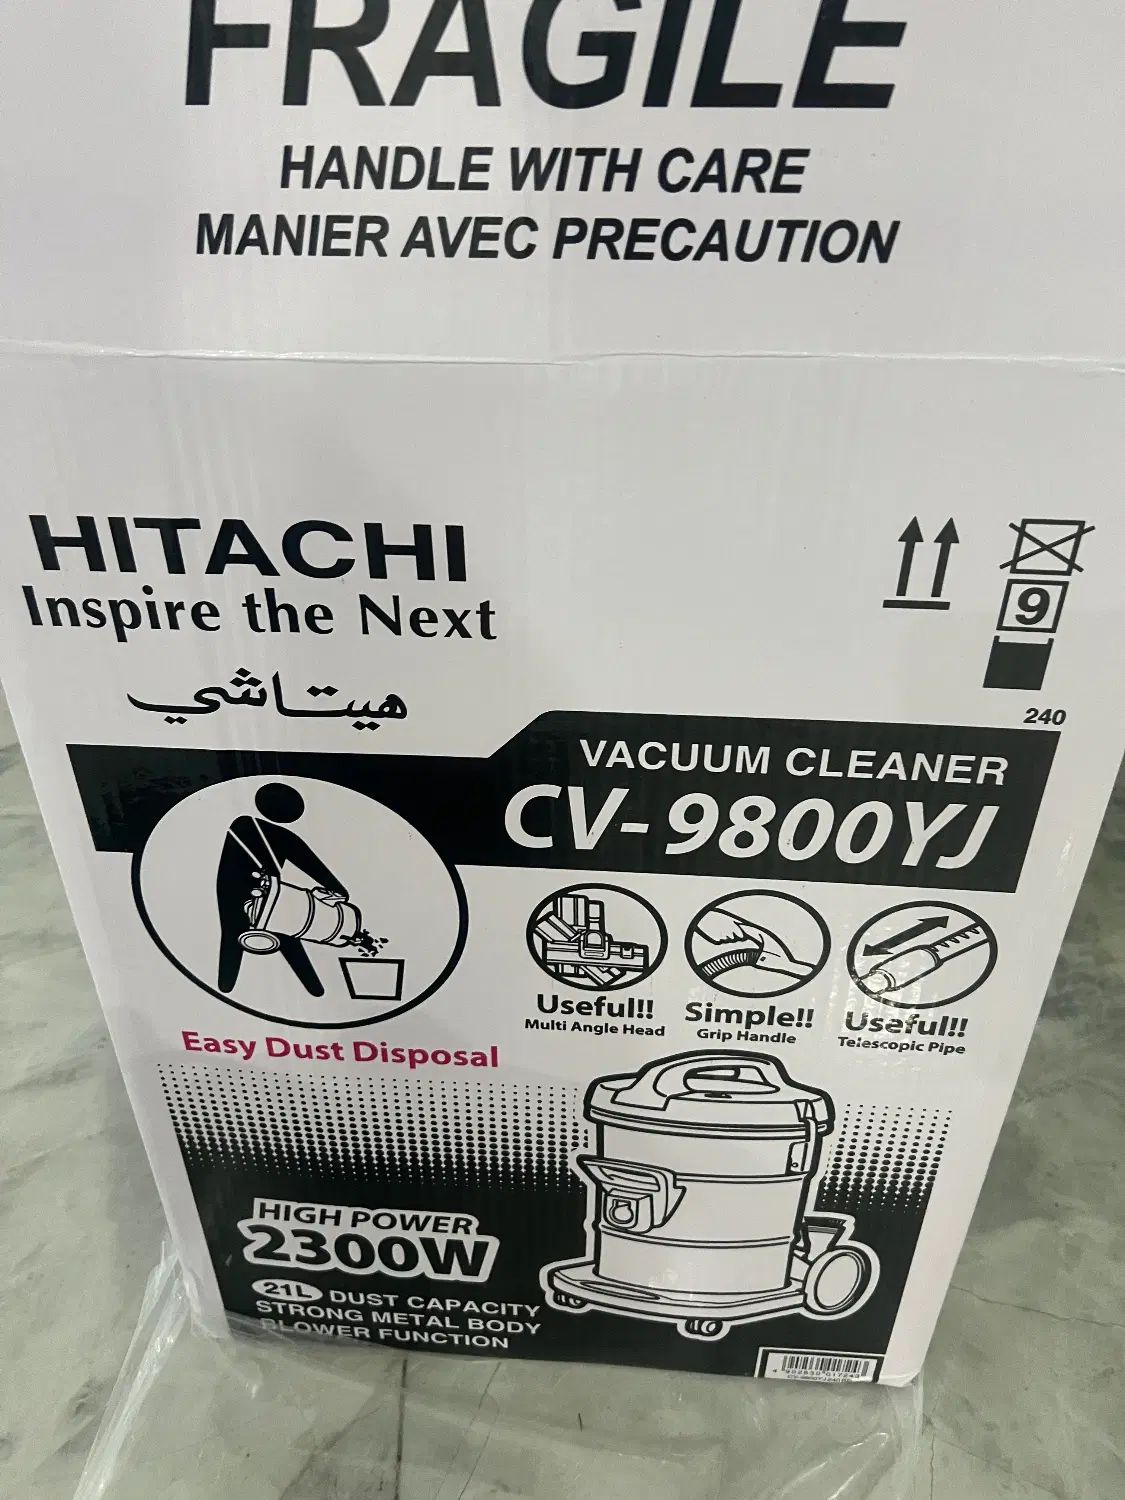 FRAGILE
HANDLE WITH CARE
MANIER AVEC PRECAUTION
HITACHI
Inspire the Next
هيتاشي
9
240
VACUUM CLEANER
CV-9800YJ
Useful!!
Multi Angle Head
Simple!!
Grip Handle
Useful!!
Telescopic Pipe
Easy Dust Disposal
HIGH POWER
2300W
21L DUST CAPACITY
STRONG METAL BODY
BLOWER FUNCTION